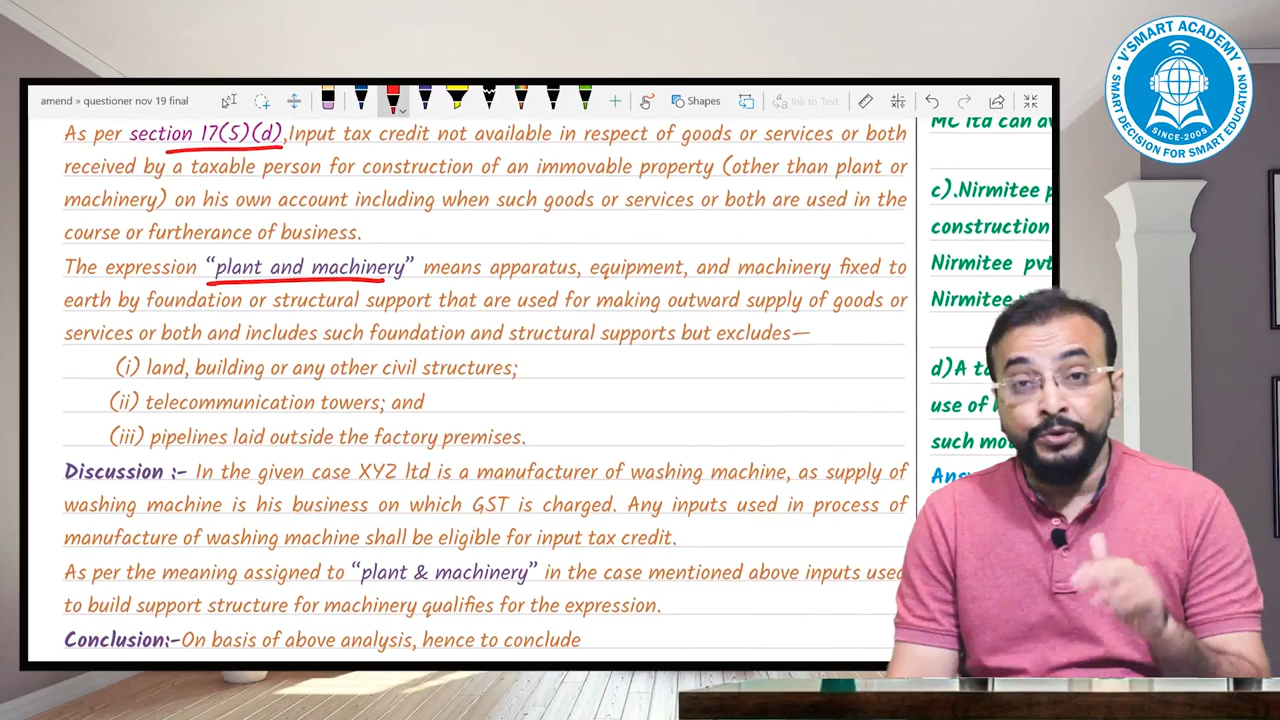 V'SMART ACADEMY
SMART DECISION FOR SMART EDUCATION
SINCE-2005
amend » questioner nov 19 final
Shapes
Ink to Text
As per section 17(5)(d),Input tax credit not available in respect of goods or services or both
received by a taxable person for construction of an immovable property (other than plant or
machinery) on his own account including when such goods or services or both are used in the
course or furtherance of business.
The expression “plant and machinery” means apparatus, equipment, and machinery fixed to
earth by foundation or structural support that are used for making outward supply of goods or
services or both and includes such foundation and structural supports but excludes—
(i) land, building or any other civil structures;
(ii) telecommunication towers; and
(iii) pipelines laid outside the factory premises.
Discussion :- In the given case XYZ ltd is a manufacturer of washing machine, as supply of
washing machine is his business on which GST is charged. Any inputs used in process of
manufacture of washing machine shall be eligible for input tax credit.
As per the meaning assigned to “plant & machinery” in the case mentioned above inputs used
to build support structure for machinery qualifies for the expression.
Conclusion:-On basis of above analysis, hence to conclude
MC ltd can
c).Nirmitee
construction
Nirmitee pvt
Nirmitee
d)A
use of
such